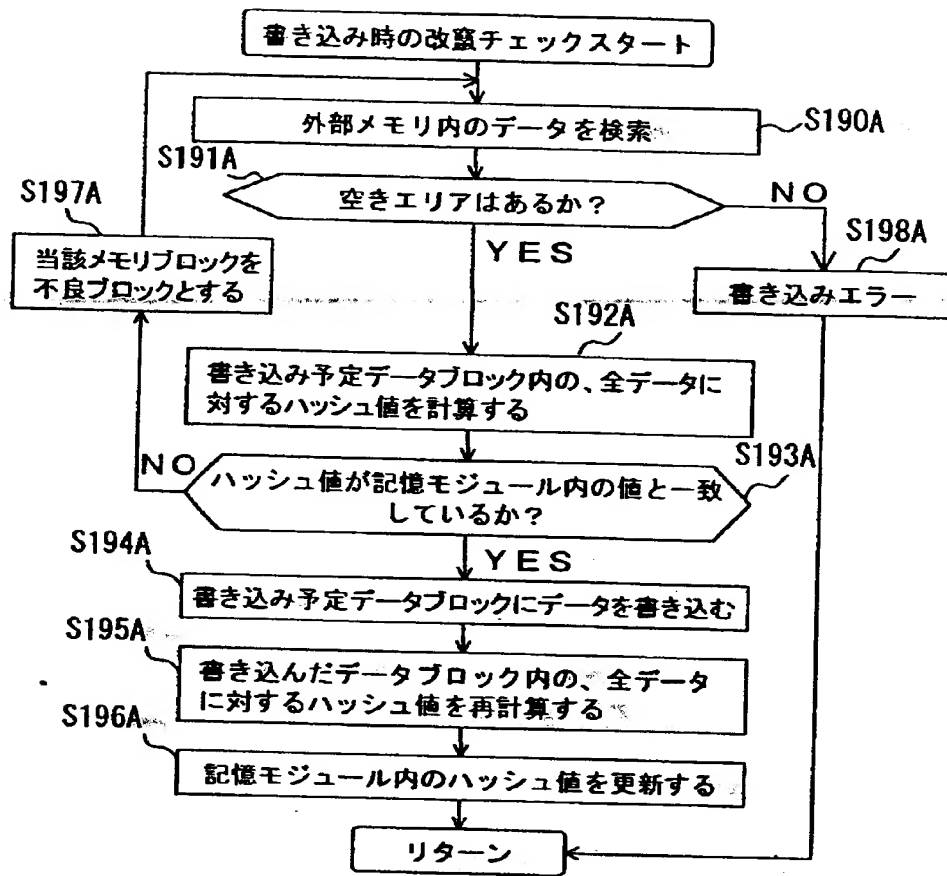 書き込み時の改竄チェックスタート
外部メモリ内のデータを検索
S190A
S191A
空きエリアはあるか？
NO
S197A
当該メモリブロックを
不良ブロックとする
YES
S198A
書き込みエラー
S192A
書き込み予定データブロック内の、全データに
対するハッシュ値を計算する
NO
S193A
ハッシュ値が記憶モジュール内の値と一致
しているか？
S194A
YES
書き込み予定データブロックにデータを書き込む
S195A
書き込んだデータブロック内の、全データ
に対するハッシュ値を再計算する
S196A
記憶モジュール内のハッシュ値を更新する
リターン